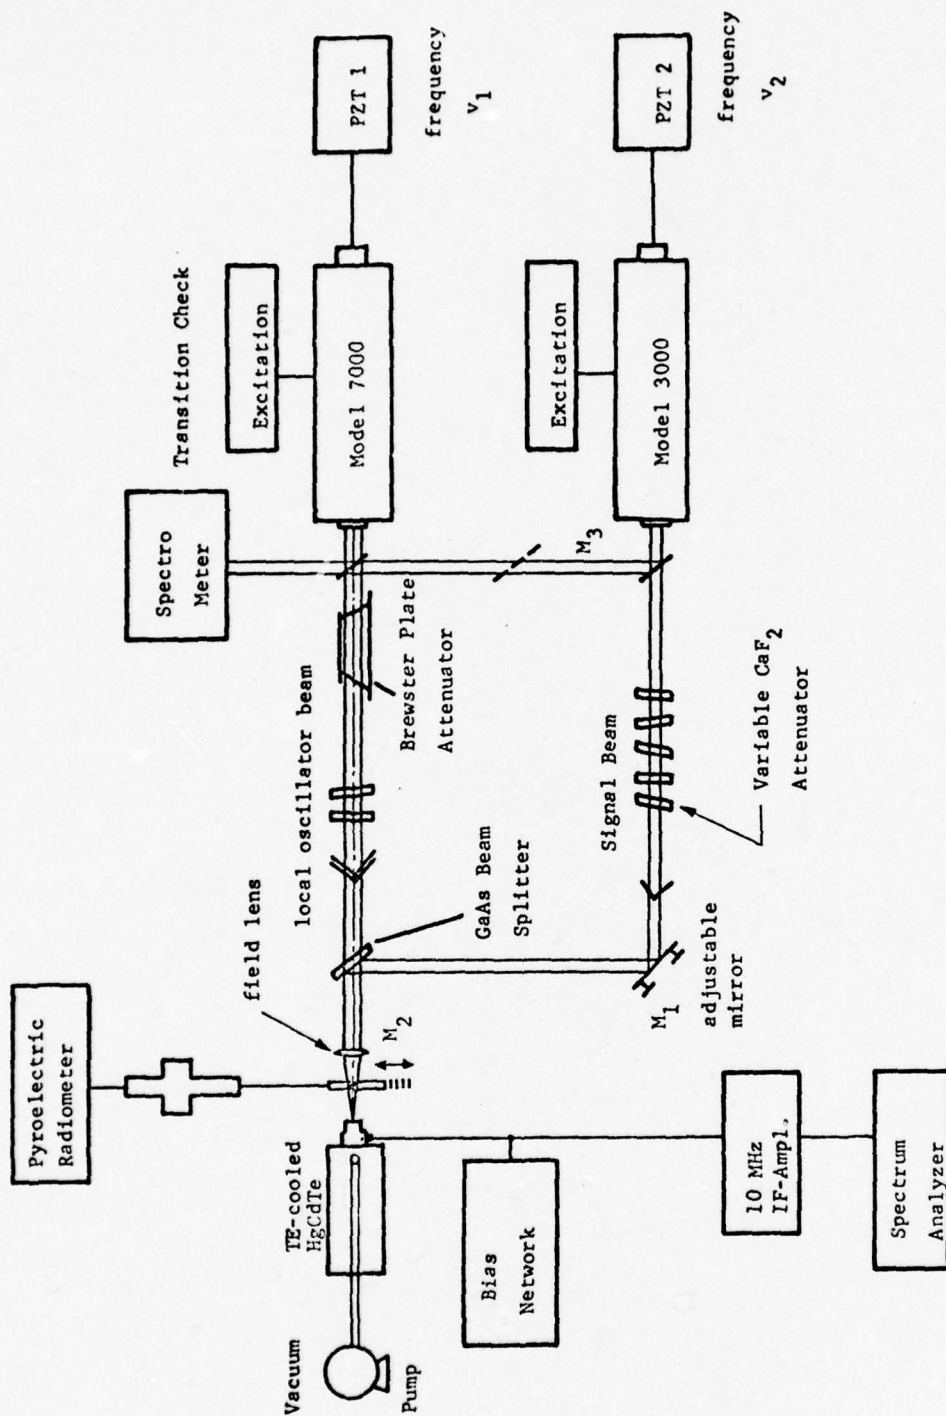 Vacuum
Pump
TE-cooled
HgCdTe
Pyroelectric
Radiometer
Bias
Network
10 MHz
IF-Ampl.
Spectrum
Analyzer
field lens
M2
GaAs Beam
Splitter
M1
adjustable
mirror
local oscillator beam
Brewster Plate
Attenuator
Signal Beam
Variable CaF2
Attenuator
Spectro
Meter
Transition Check
M3
Excitation
Model 7000
PZT 1
frequency
ν1
Excitation
Model 3000
PZT 2
frequency
ν2